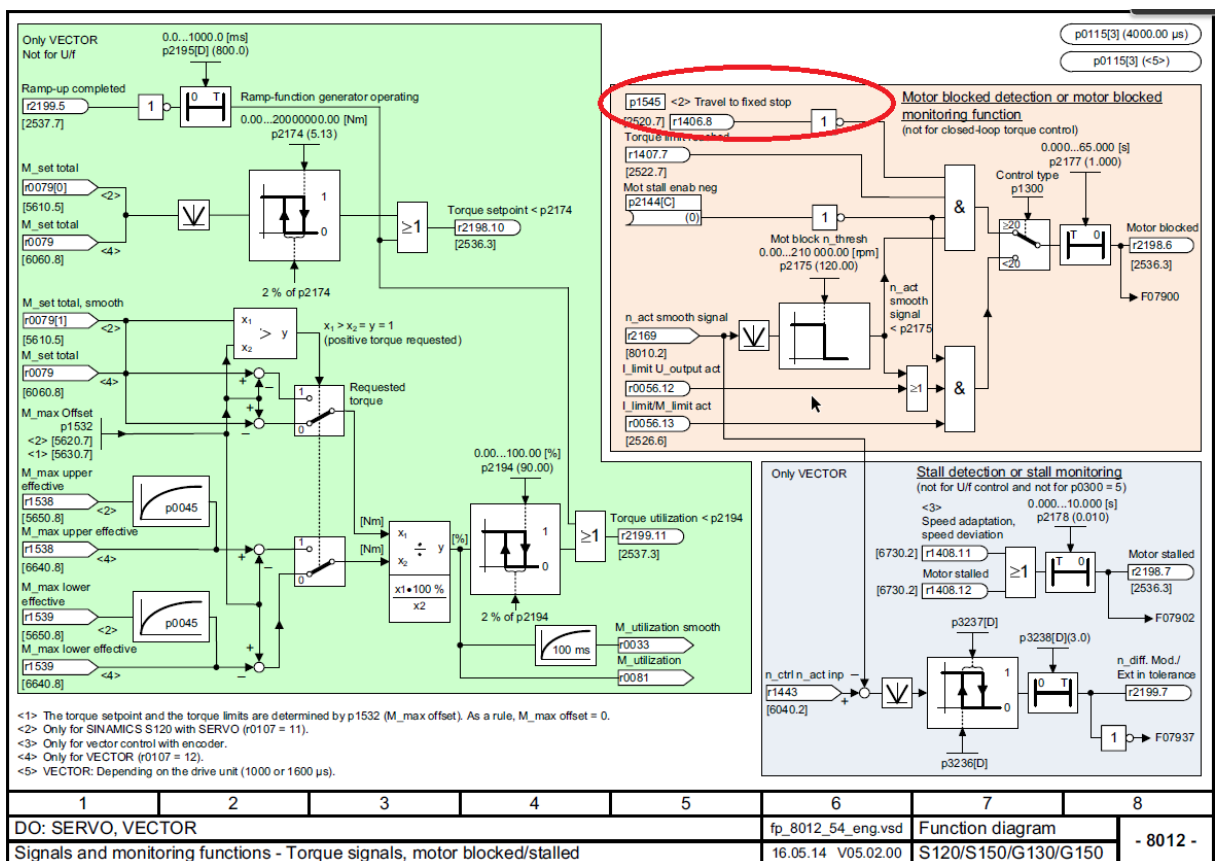 Only VECTOR
Not for U/f
0.0...1000.0 [ms]
p2195[D] (800.0)
Ramp-up completed
r2199.5
[2537.7]
1
0 T
Ramp-function generator operating
0.00...20000000.00 [Nm]
p2174 (5.13)
M_set total
r0079[0]
<2>
[5610.5]
M_set total
r0079
<4>
[6060.8]
1
0
2 % of p2174
≥1
Torque setpoint < p2174
r2198.10
[2536.3]
M_set total, smooth
r0079[1]
<2>
[5610.5]
M_set total
r0079
<4>
[6060.8]
x1
x2
> y
x1 > x2 = y = 1
(positive torque requested)
+
−
+
−
1
0
Requested
torque
M_max Offset
p1532
<2> [5620.7]
<1> [5630.7]
M_max upper
effective
r1538
<2>
[5650.8]
p0045
M_max upper effective
r1538
<4>
[6640.8]
+
−
1
0
M_max lower
effective
r1539
<2>
[5650.8]
p0045
M_max lower effective
r1539
<4>
[6640.8]
+
−
[Nm]
[Nm]
x1
x2
÷ y
x1•100 %
x2
[%]
0.00...100.00 [%]
p2194 (90.00)
1
0
2 % of p2194
≥1
Torque utilization < p2194
r2199.11
[2537.3]
100 ms
M_utilization smooth
r0033
M_utilization
r0081
p0115[3] (4000.00 µs)
p0115[3] (<5>)
p1545
<2> Travel to fixed stop
[2520.7]
r1406.8
1
Motor blocked detection or motor blocked
monitoring function
(not for closed-loop torque control)
Torque limit reached
r1407.7
[2522.7]
Mot stall enab neg
p2144[C]
(0)
1
0.000...65.000 [s]
p2177 (1.000)
Control type
p1300
&
≥20
<20
T 0
Motor blocked
r2198.6
[2536.3]
F07900
Mot block n_thresh
0.00...210 000.00 [rpm]
p2175 (120.00)
n_act
smooth
signal
< p2175
n_act smooth signal
r2169
[8010.2]
I_limit U_output act
r0056.12
≥1
&
I_limit/M_limit act
r0056.13
[2526.6]
Only VECTOR
Stall detection or stall monitoring
(not for U/f control and not for p0300 = 5)
<3>
Speed adaptation,
speed deviation
0.000...10.000 [s]
p2178 (0.010)
[6730.2]
r1408.11
Motor stalled
[6730.2]
r1408.12
≥1
T 0
Motor stalled
r2198.7
[2536.3]
F07902
p3237[D]
p3238[D](3.0)
n_ctrl n_act inp
r1443
[6040.2]
−
+
1
0
0 T
n_diff. Mod./
Ext in tolerance
r2199.7
1
F07937
p3236[D]
<1> The torque setpoint and the torque limits are determined by p1532 (M_max offset). As a rule, M_max offset = 0.
<2> Only for SINAMICS S120 with SERVO (r0107 = 11).
<3> Only for vector control with encoder.
<4> Only for VECTOR (r0107 = 12).
<5> VECTOR: Depending on the drive unit (1000 or 1600 µs).
1 2 3 4 5 6 7 8
DO: SERVO, VECTOR
fp_8012_54_eng.vsd
Function diagram
- 8012 -
Signals and monitoring functions - Torque signals, motor blocked/stalled
16.05.14 V05.02.00
S120/S150/G130/G150